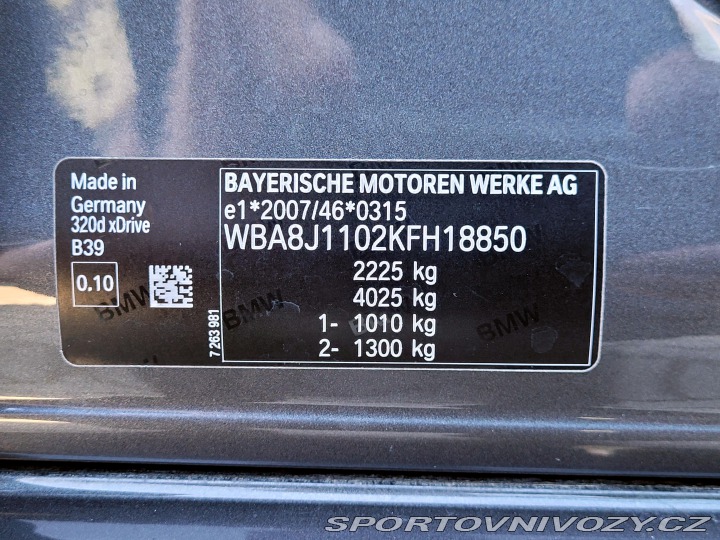 Made in
Germany
320d xDrive
B39
0.10
7 263 981
BAYERISCHE MOTOREN WERKE AG
e1*2007/46*0315
WBA8J1102KFH18850
2225 kg
4025 kg
1- 1010 kg
2- 1300 kg
BMW
BMW
BMW
SPORTOVNIVOZY.CZ